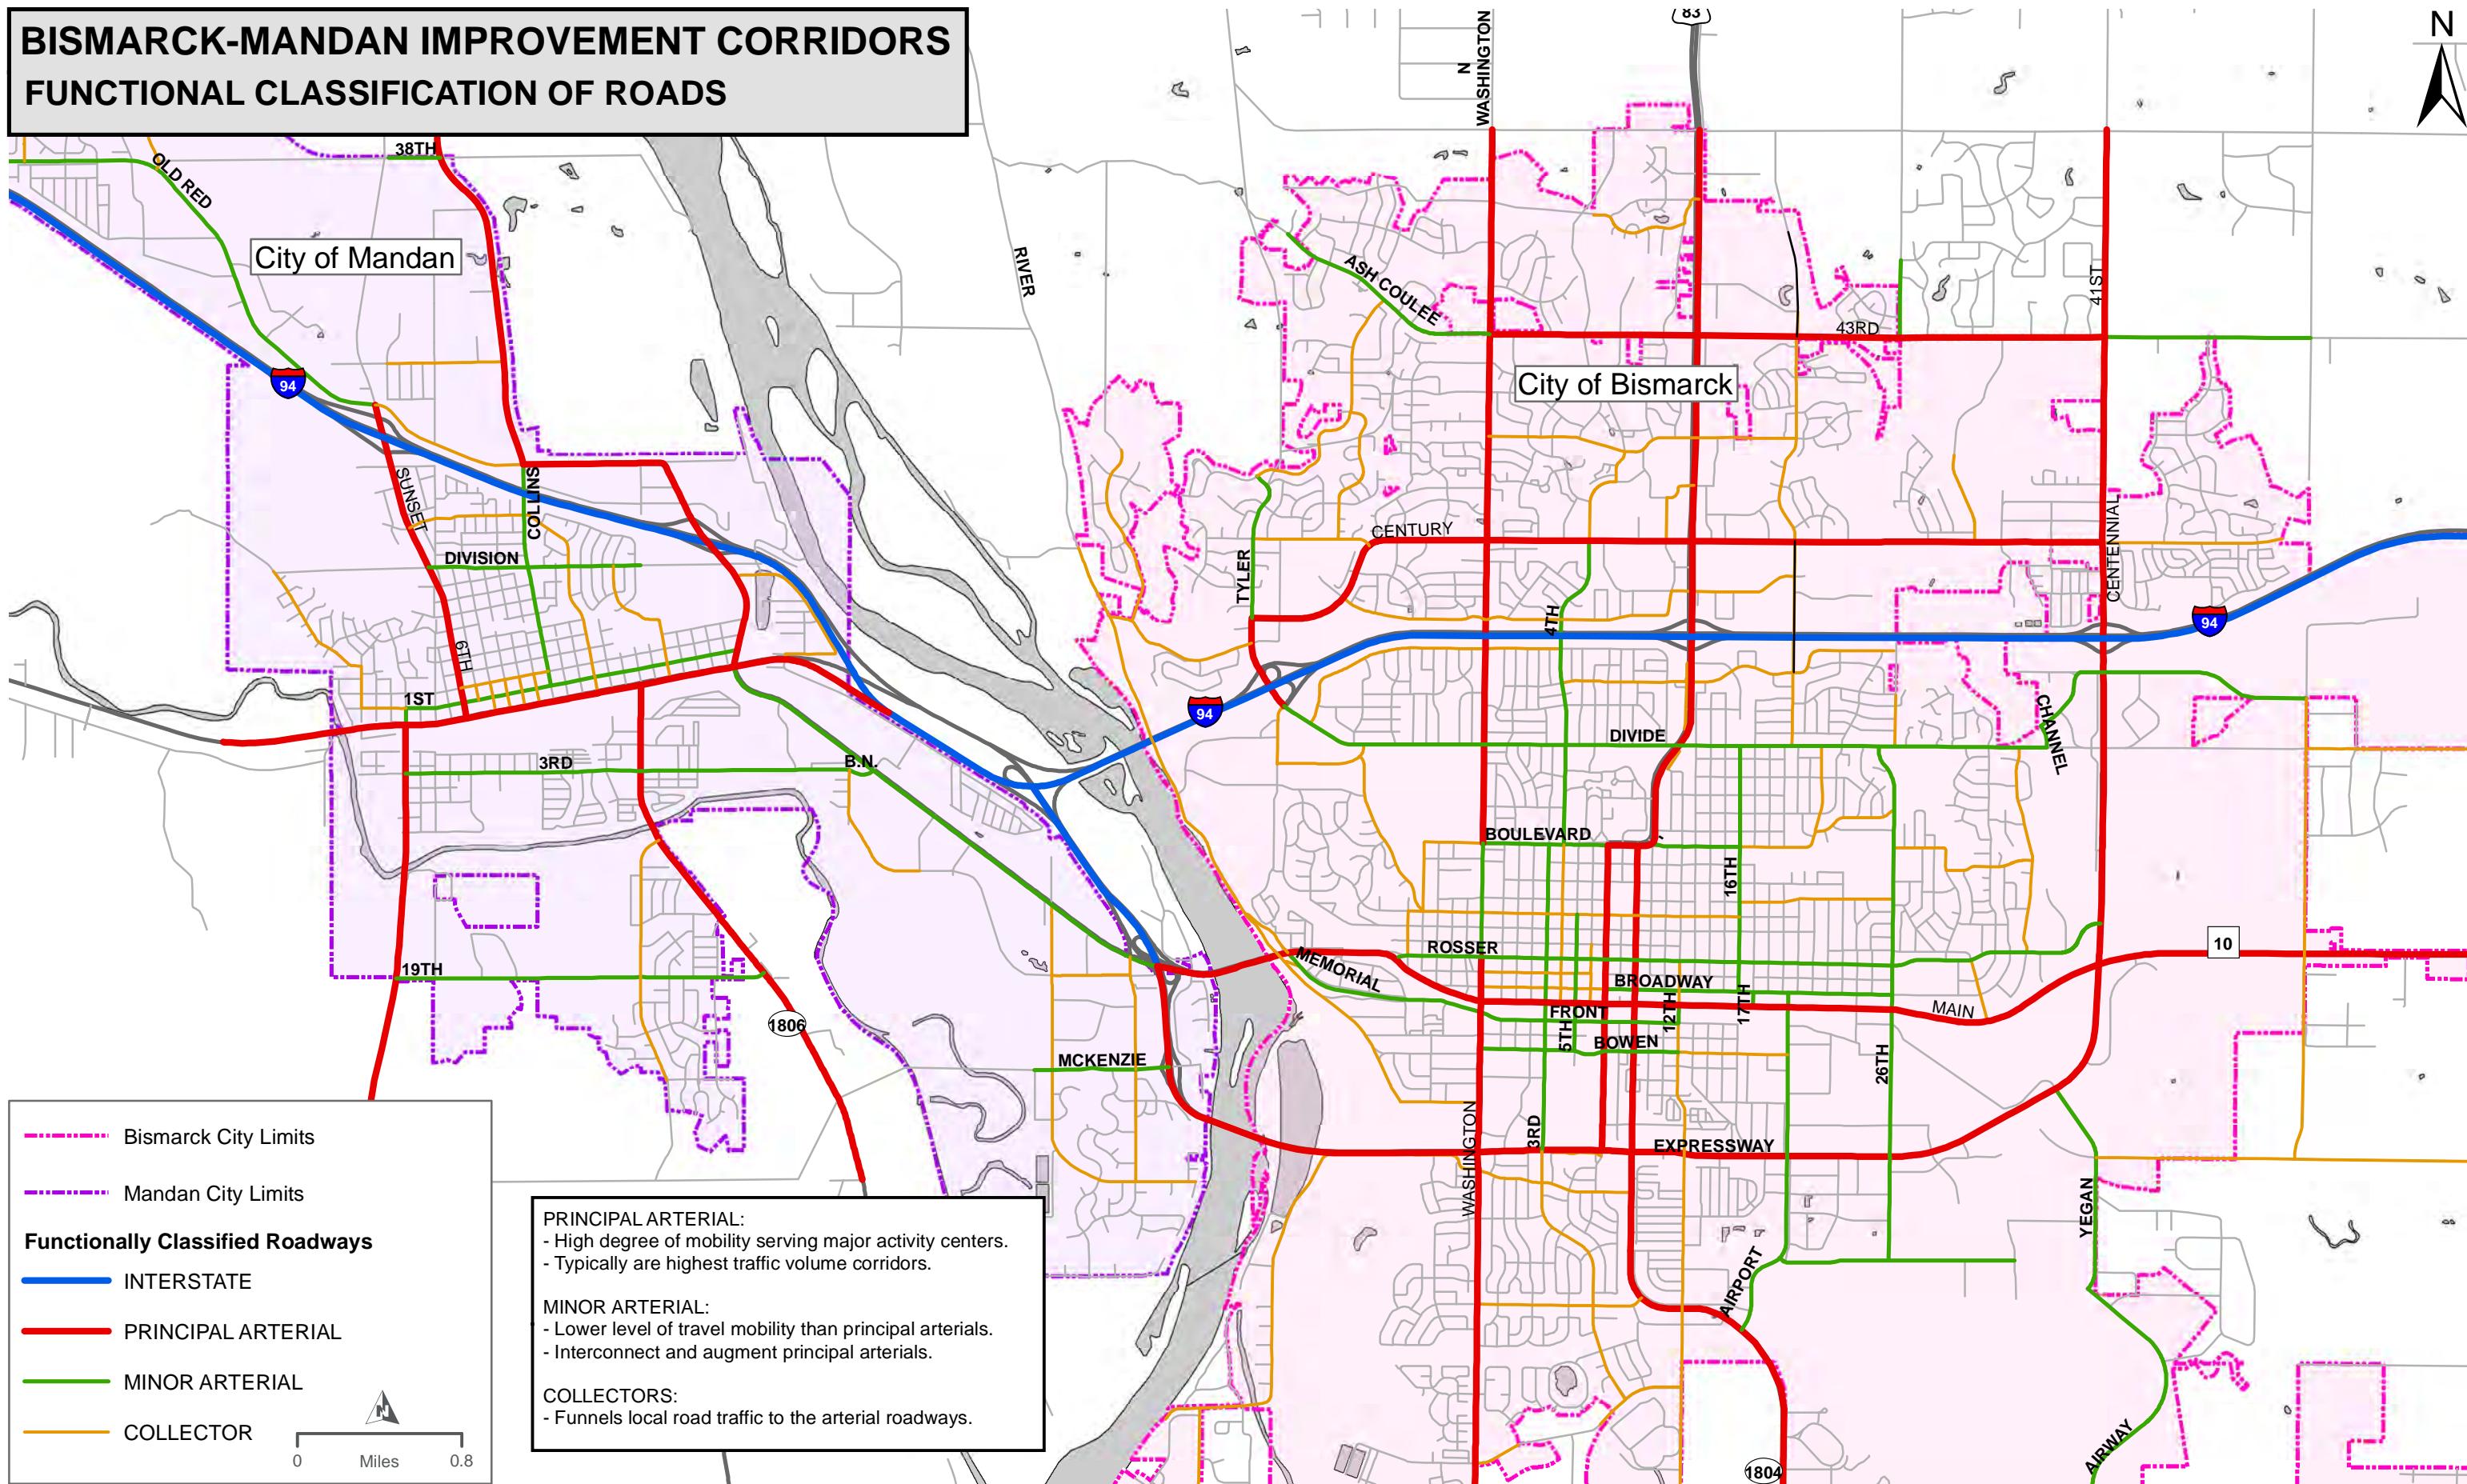 BISMARCK-MANDAN IMPROVEMENT CORRIDORS
FUNCTIONAL CLASSIFICATION OF ROADS
83
N
N WASHINGTON
38TH
OLD RED
City of Mandan
RIVER
ASH COULEE
41ST
43RD
94
City of Bismarck
SUNSET
COLLINS
CENTURY
CENTENNIAL
DIVISION
TYLER
4TH
94
6TH
1ST
94
CHANNEL
DIVIDE
3RD
B.N.
BOULEVARD
16TH
ROSSER
10
MEMORIAL
19TH
BROADWAY
MAIN
12TH
17TH
FRONT
1806
5TH
BOWEN
MCKENZIE
26TH
WASHINGTON
3RD
EXPRESSWAY
YEGAN
AIRPORT
AIRWAY
1804
Bismarck City Limits
Mandan City Limits
Functionally Classified Roadways
INTERSTATE
PRINCIPAL ARTERIAL
MINOR ARTERIAL
COLLECTOR
N
0 Miles 0.8
PRINCIPAL ARTERIAL:
- High degree of mobility serving major activity centers.
- Typically are highest traffic volume corridors.
MINOR ARTERIAL:
- Lower level of travel mobility than principal arterials.
- Interconnect and augment principal arterials.
COLLECTORS:
- Funnels local road traffic to the arterial roadways.